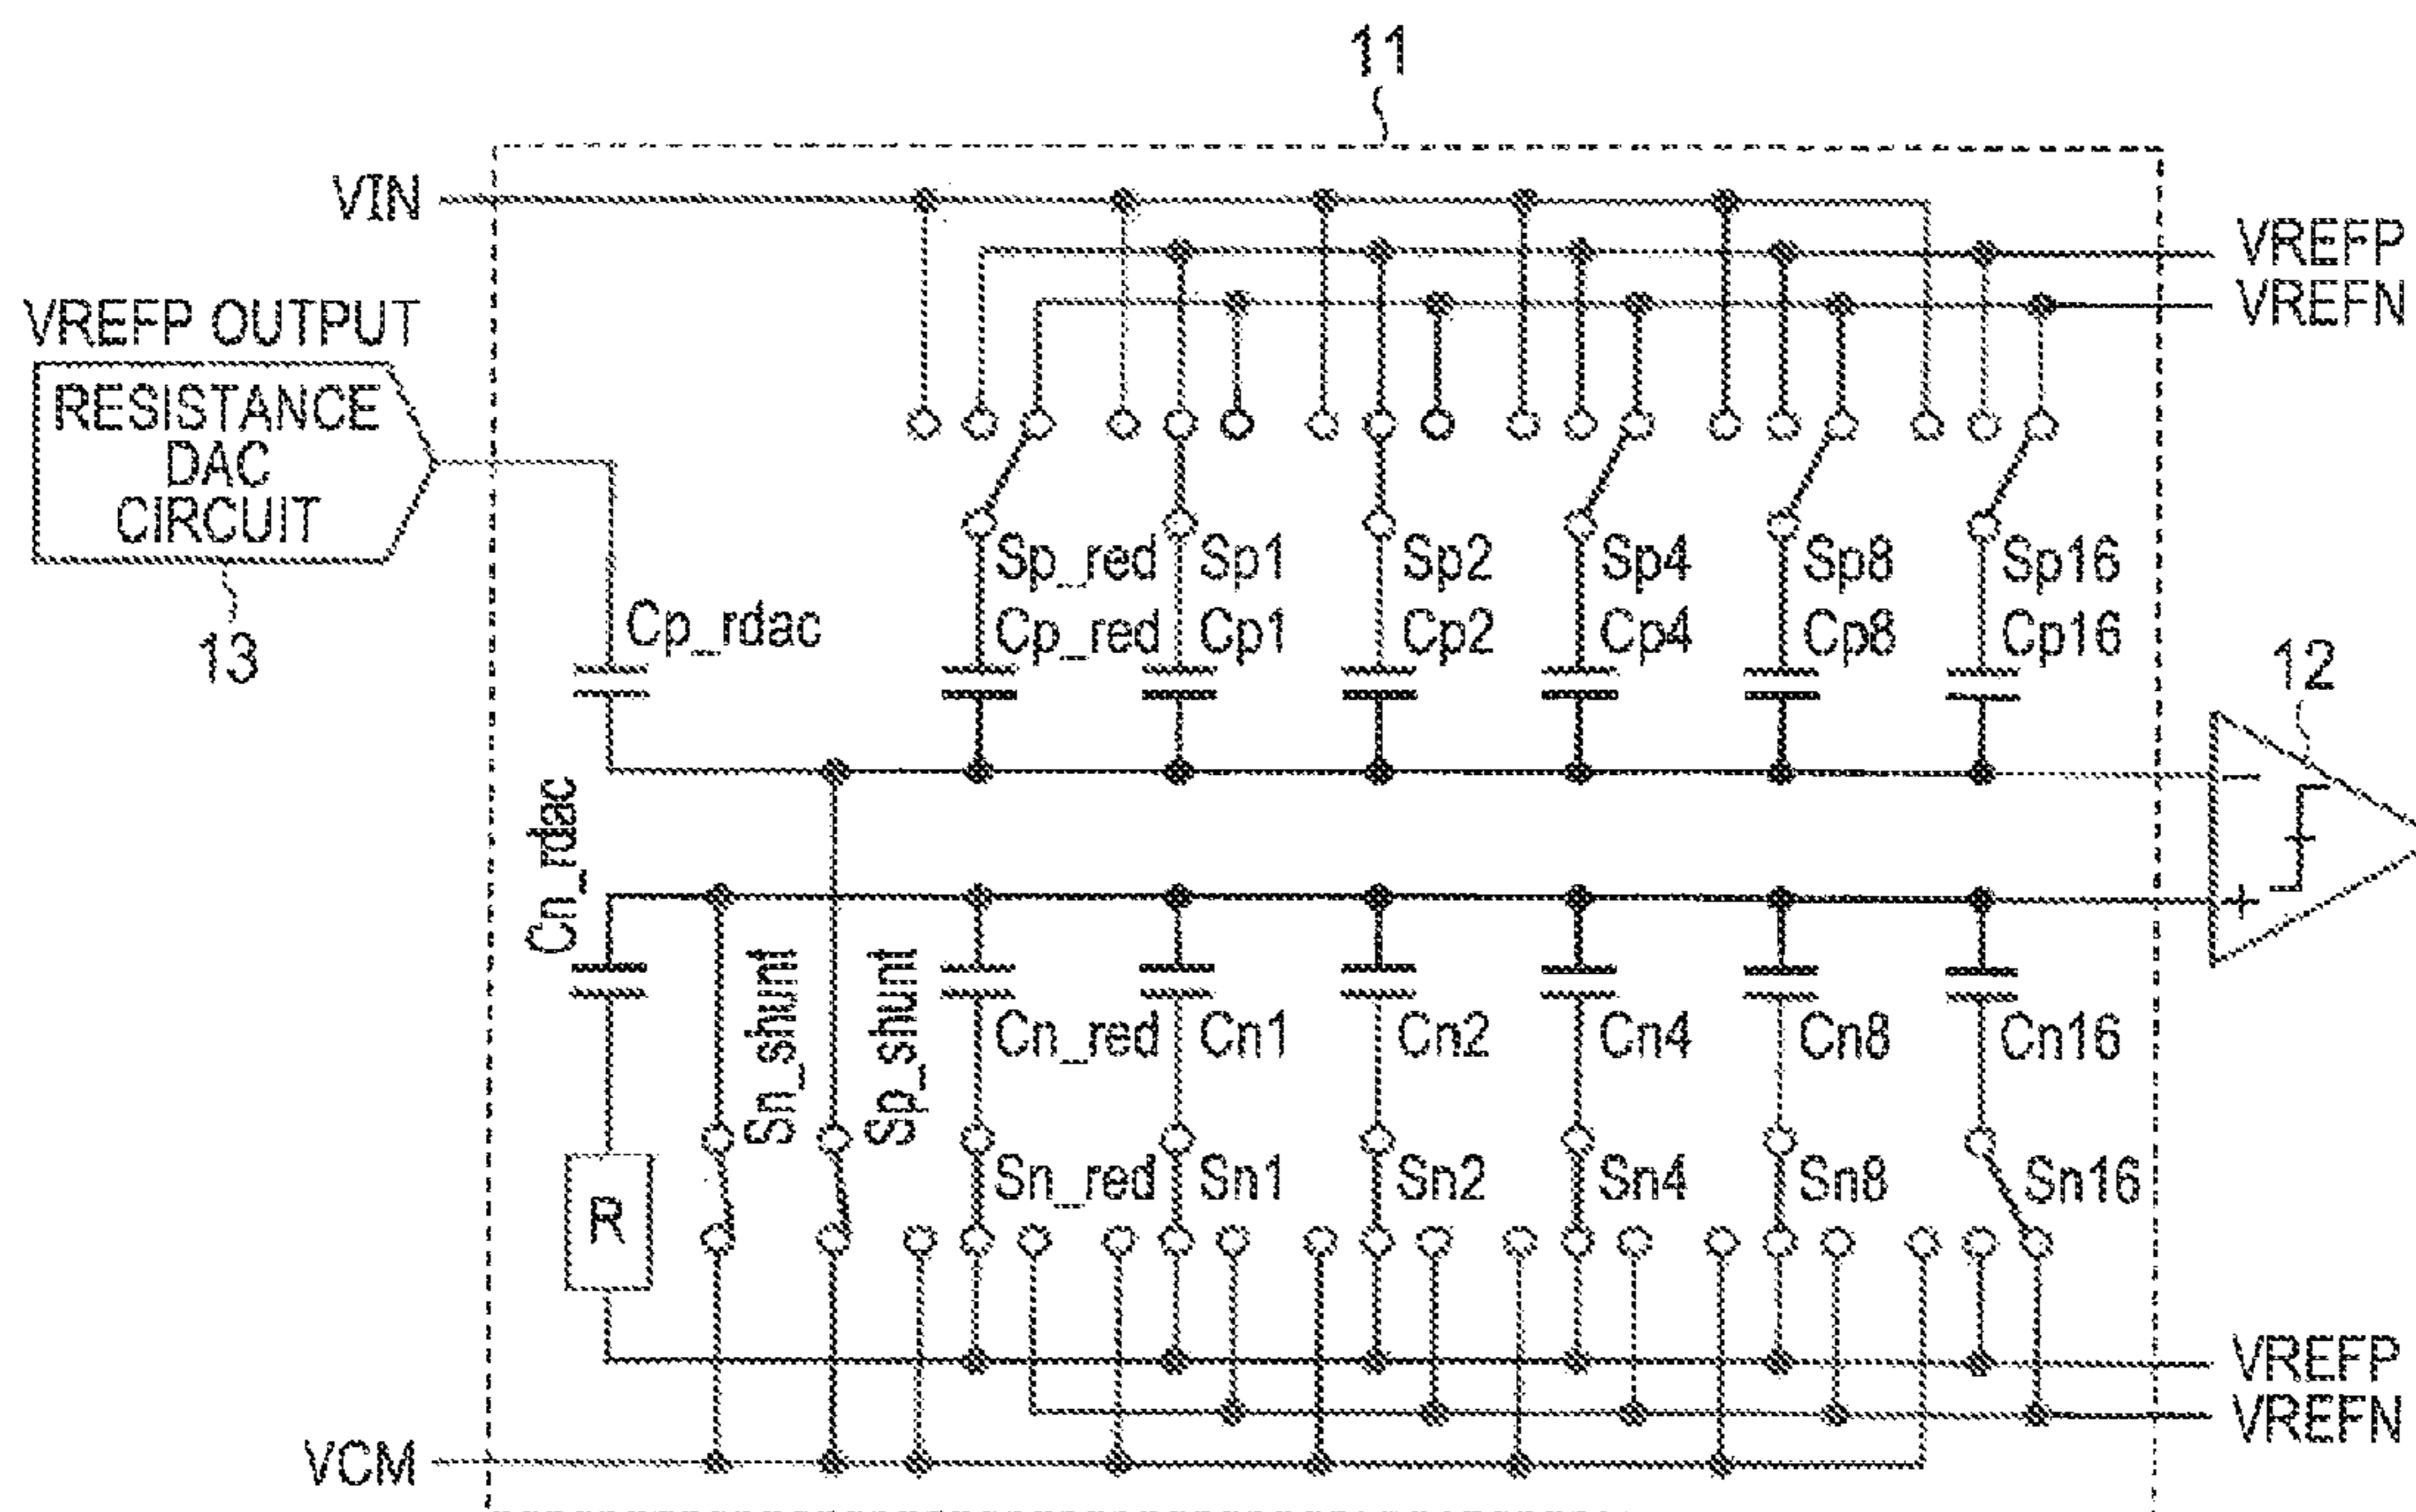 11
VIN
VREFP
VREFN
VREFP OUTPUT
RESISTANCE
DAC
CIRCUIT
13
Sp_red Sp1 Sp2 Sp4 Sp8 Sp16
Cp_rdac Cp_red Cp1 Cp2 Cp4 Cp8 Cp16
12
−
+
Cn_rdac
Sn_shunt
Sp_shunt
Cn_red Cn1 Cn2 Cn4 Cn8 Cn16
R
Sn_red Sn1 Sn2 Sn4 Sn8 Sn16
VREFP
VREFN
VCM